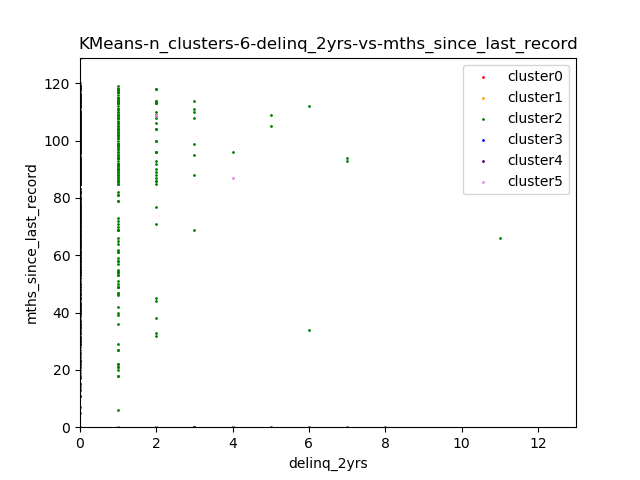 KMeans-n_clusters-6-delinq_2yrs-vs-mths_since_last_record
120
100
80
60
40
20
0
mths_since_last_record
cluster0
cluster1
cluster2
cluster3
cluster4
cluster5
0 2 4 6 8 10 12
delinq_2yrs